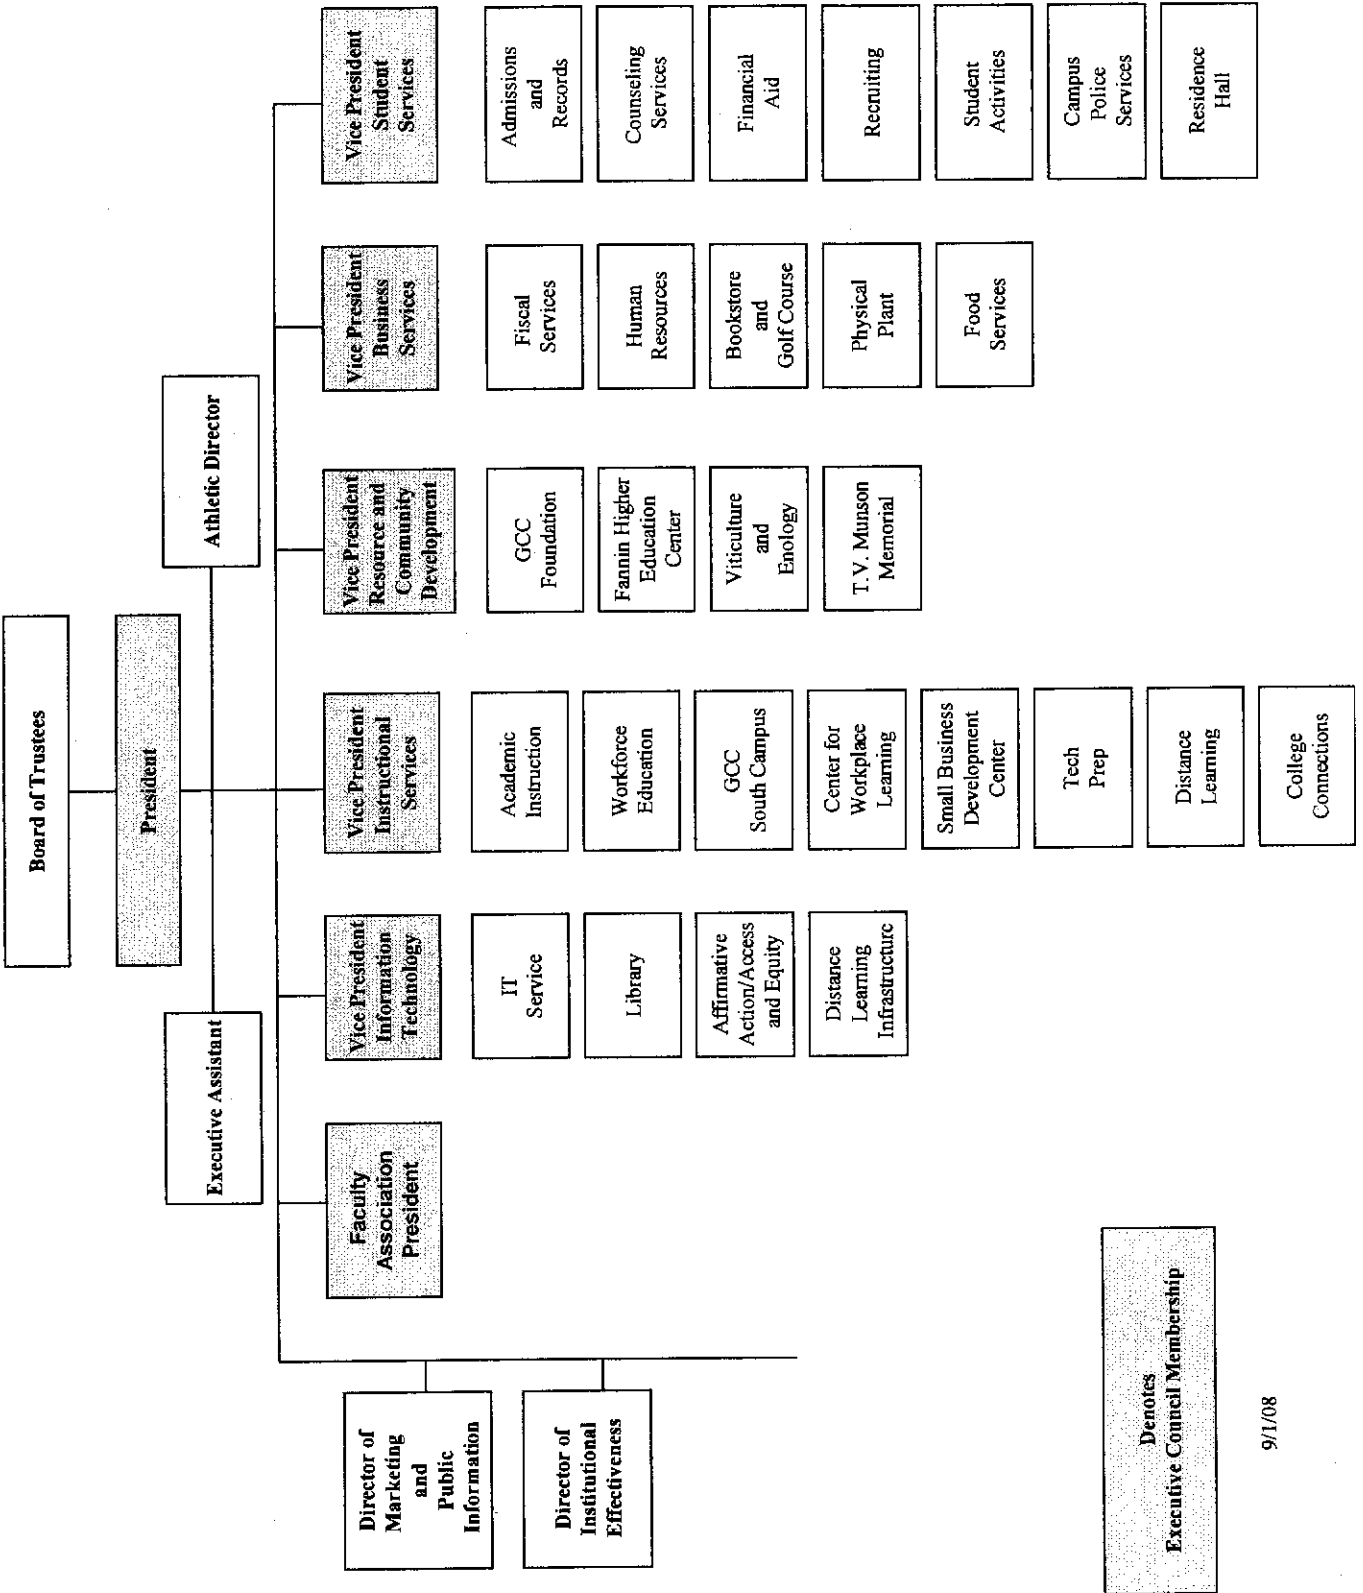 Board of Trustees
President
Executive Assistant
Athletic Director
Director of
Marketing
and
Public
Information
Director of
Institutional
Effectiveness
Faculty
Association
President
Vice President
Information
Technology
IT
Service
Library
Affirmative
Action/Access
and Equity
Distance
Learning
Infrastructure
Vice President
Instructional
Services
Academic
Instruction
Workforce
Education
GCC
South Campus
Center for
Workplace
Learning
Small Business
Development
Center
Tech
Prep
Distance
Learning
College
Connections
Vice President
Resource and
Community
Development
GCC
Foundation
Fannin Higher
Education
Center
Viticulture
and
Enology
T. V. Munson
Memorial
Vice President
Business
Services
Fiscal
Services
Human
Resources
Bookstore
and
Golf Course
Physical
Plant
Food
Services
Vice President
Student
Services
Admissions
and
Records
Counseling
Services
Financial
Aid
Recruiting
Student
Activities
Campus
Police
Services
Residence
Hall
Denotes
Executive Council Membership
9/1/08